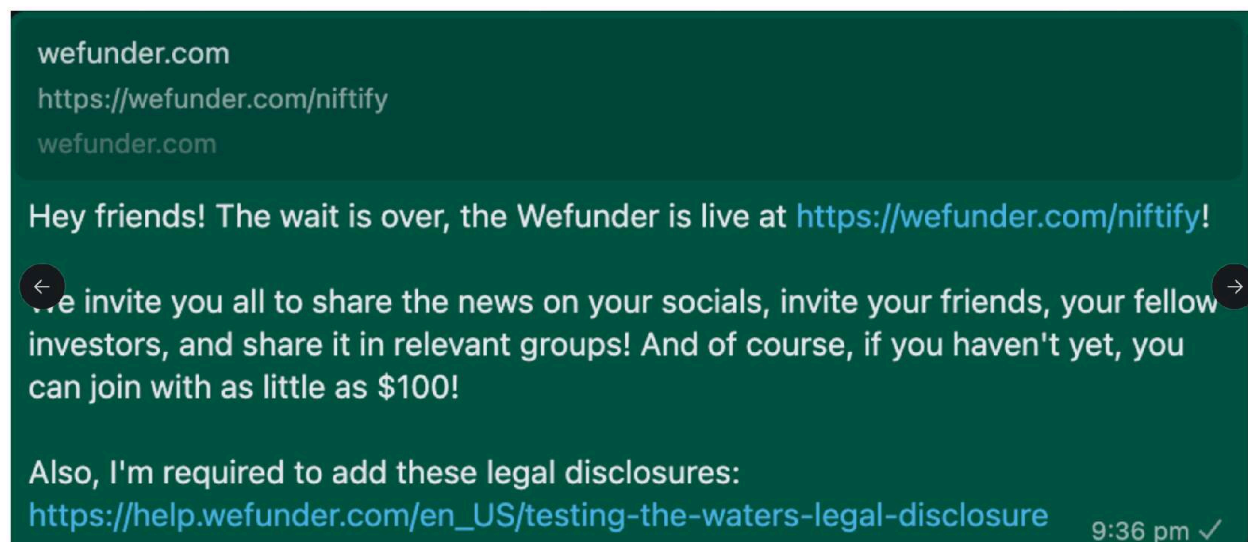 wefunder.com
https://wefunder.com/niftify
wefunder.com
Hey friends! The wait is over, the Wefunder is live at https://wefunder.com/niftify!
We invite you all to share the news on your socials, invite your friends, your fellow
investors, and share it in relevant groups! And of course, if you haven't yet, you
can join with as little as $100!
Also, I'm required to add these legal disclosures:
https://help.wefunder.com/en_US/testing-the-waters-legal-disclosure
9:36 pm